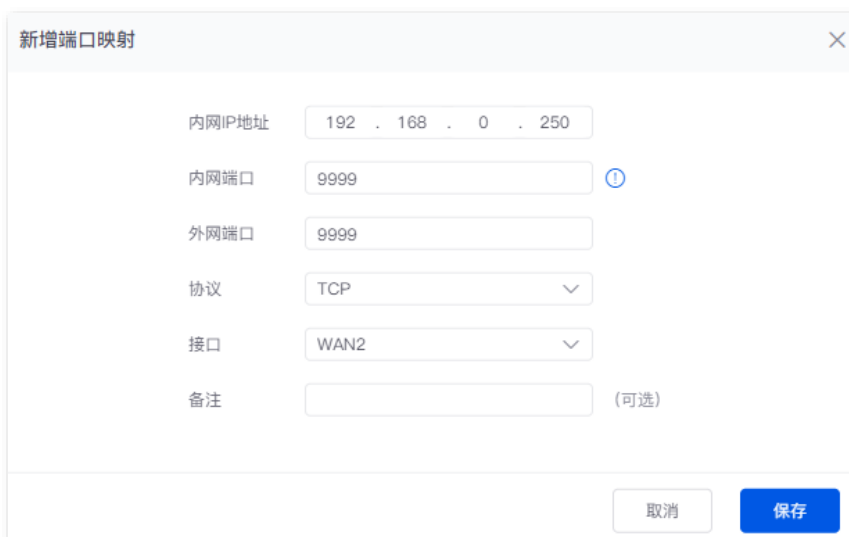 新增端口映射
内网IP地址 192 . 168 . 0 . 250
内网端口 9999
外网端口 9999
协议 TCP
接口 WAN2
备注 (可选)
取消 保存